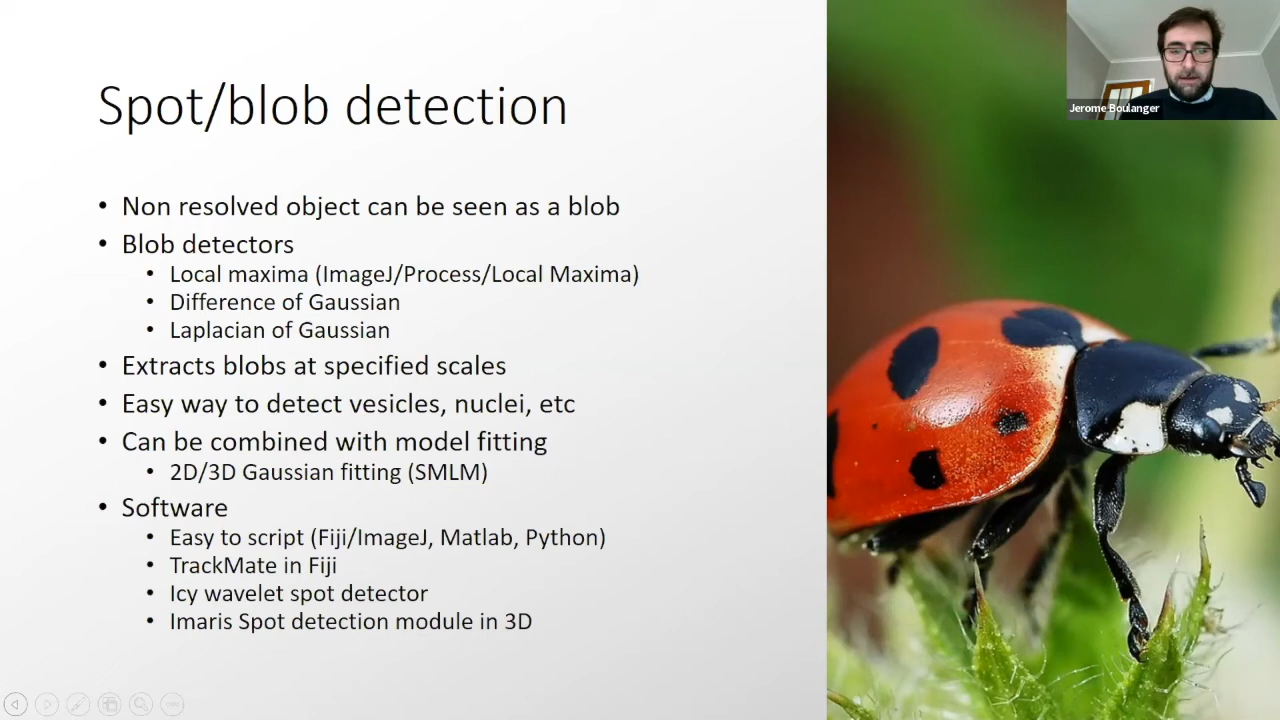 Spot/blob detection
Jerome Boulanger
• Non resolved object can be seen as a blob
• Blob detectors
• Local maxima (ImageJ/Process/Local Maxima)
• Difference of Gaussian
• Laplacian of Gaussian
• Extracts blobs at specified scales
• Easy way to detect vesicles, nuclei, etc
• Can be combined with model fitting
• 2D/3D Gaussian fitting (SMLM)
• Software
• Easy to script (Fiji/ImageJ, Matlab, Python)
• TrackMate in Fiji
• Icy wavelet spot detector
• Imaris Spot detection module in 3D